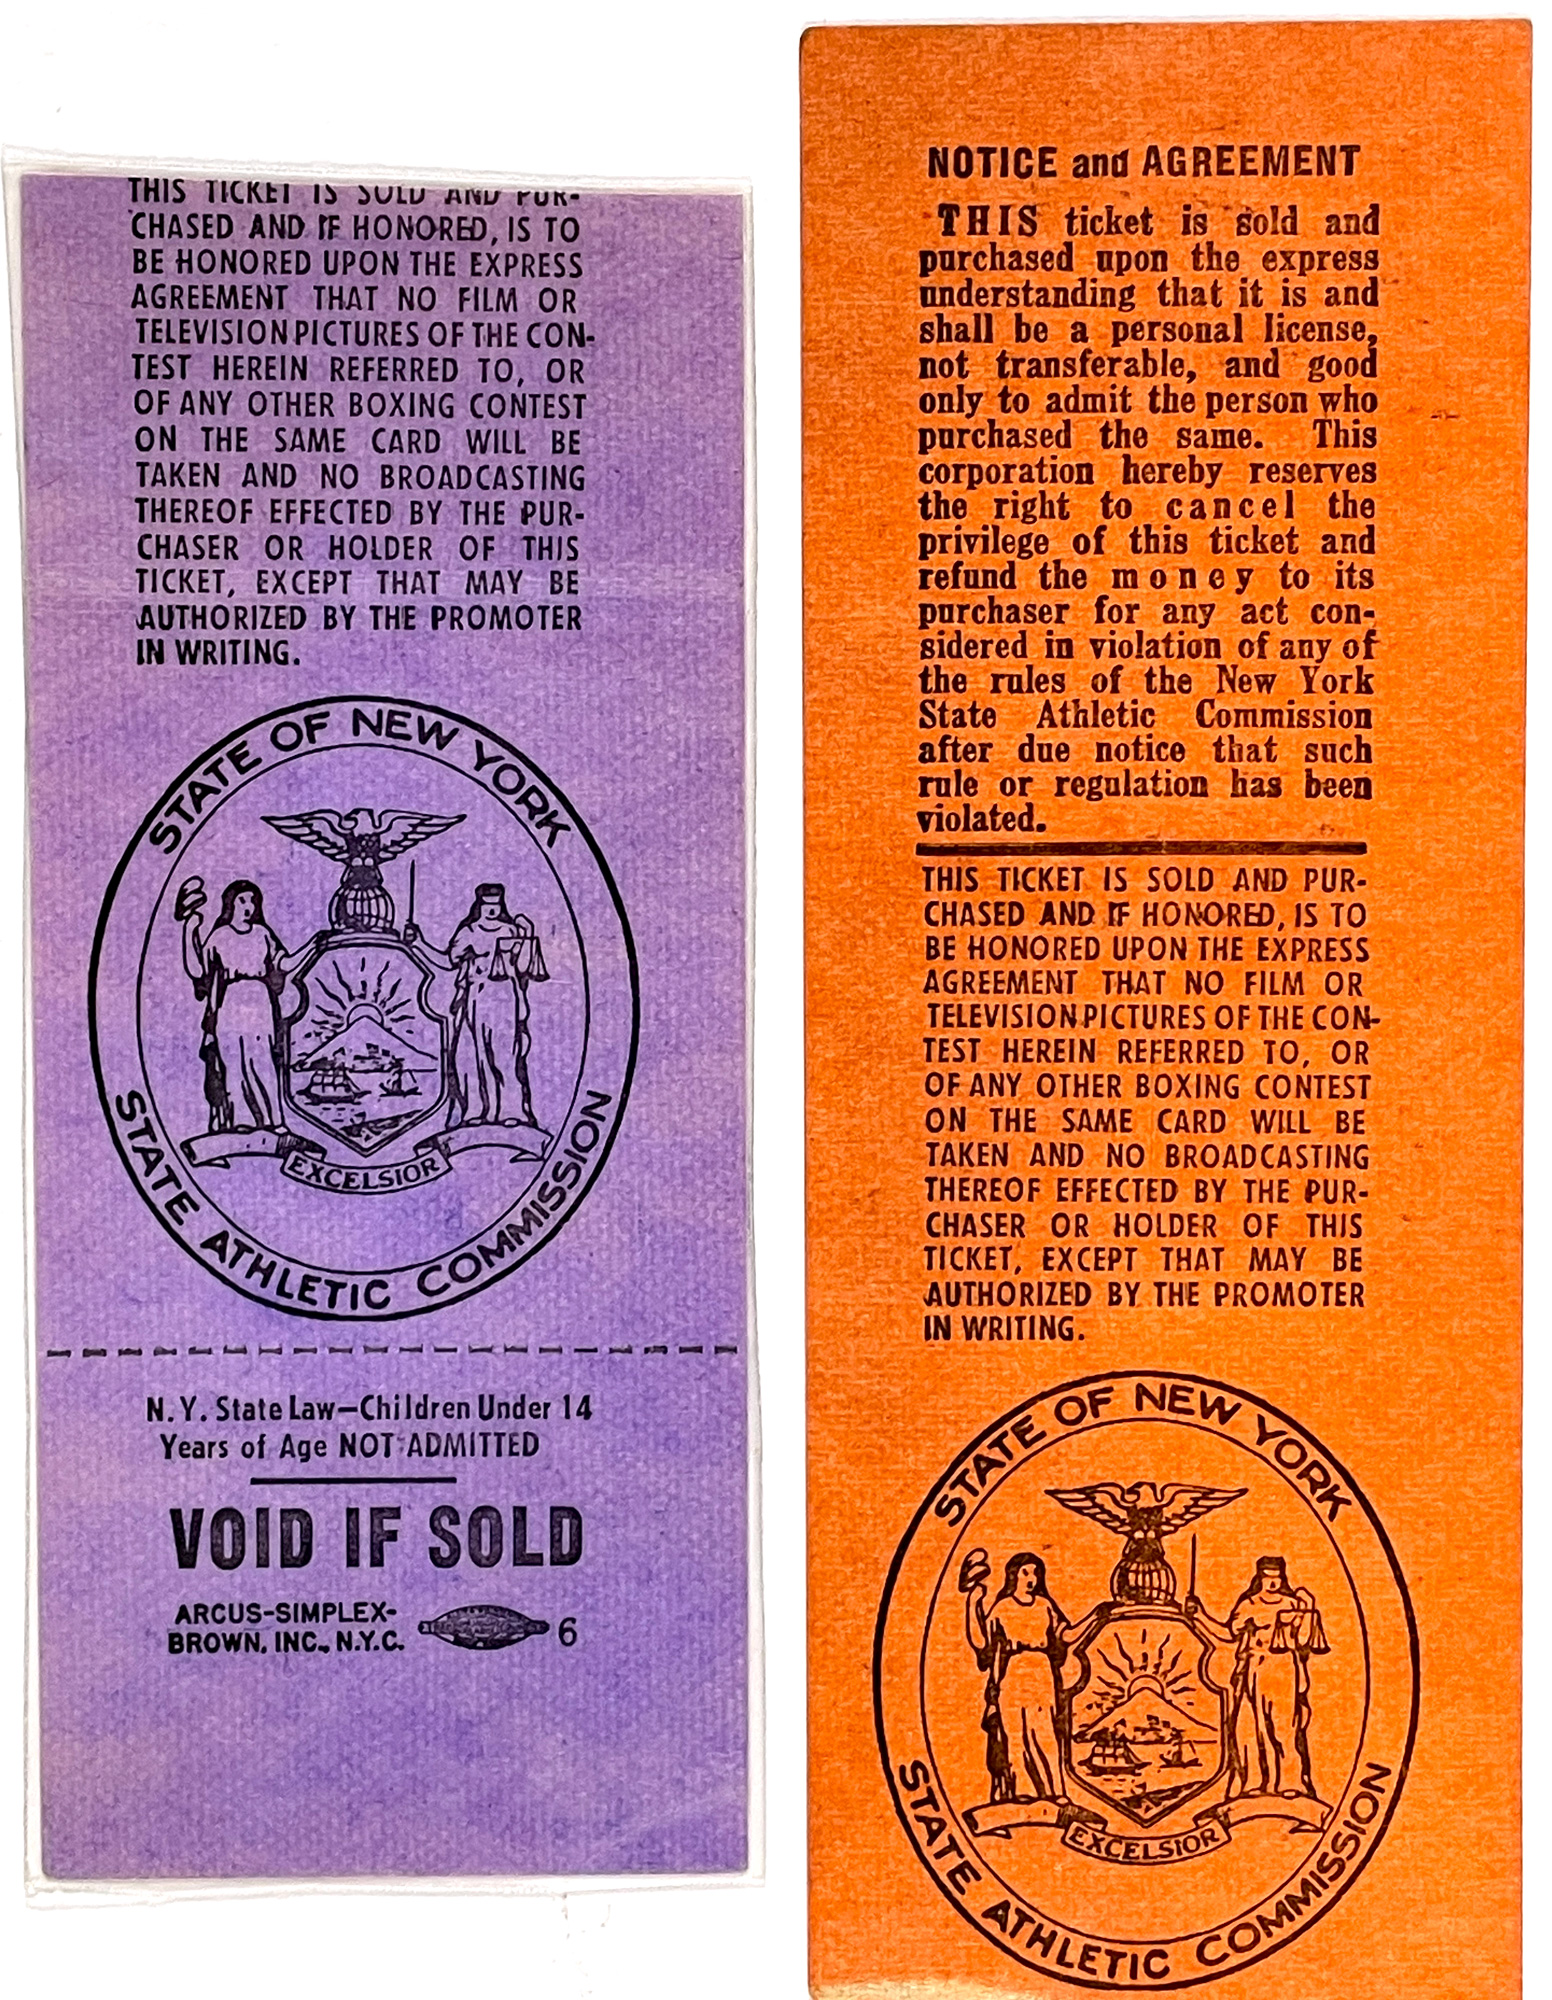 THIS TICKET IS SOLD AND PUR-
CHASED AND IF HONORED, IS TO
BE HONORED UPON THE EXPRESS
AGREEMENT THAT NO FILM OR
TELEVISION PICTURES OF THE CON-
TEST HEREIN REFERRED TO, OR
OF ANY OTHER BOXING CONTEST
ON THE SAME CARD WILL BE
TAKEN AND NO BROADCASTING
THEREOF EFFECTED BY THE PUR-
CHASER OR HOLDER OF THIS
TICKET, EXCEPT THAT MAY BE
AUTHORIZED BY THE PROMOTER
IN WRITING.
STATE OF NEW YORK
EXCELSIOR
STATE ATHLETIC COMMISSION
N. Y. State Law—Children Under 14
Years of Age NOT ADMITTED
VOID IF SOLD
ARCUS-SIMPLEX-
BROWN, INC., N.Y.C. 6
NOTICE and AGREEMENT
THIS ticket is sold and
purchased upon the express
understanding that it is and
shall be a personal license,
not transferable, and good
only to admit the person who
purchased the same. This
corporation hereby reserves
the right to cancel the
privilege of this ticket and
refund the money to its
purchaser for any act con-
sidered in violation of any of
the rules of the New York
State Athletic Commission
after due notice that such
rule or regulation has been
violated.
THIS TICKET IS SOLD AND PUR-
CHASED AND IF HONORED, IS TO
BE HONORED UPON THE EXPRESS
AGREEMENT THAT NO FILM OR
TELEVISION PICTURES OF THE CON-
TEST HEREIN REFERRED TO, OR
OF ANY OTHER BOXING CONTEST
ON THE SAME CARD WILL BE
TAKEN AND NO BROADCASTING
THEREOF EFFECTED BY THE PUR-
CHASER OR HOLDER OF THIS
TICKET, EXCEPT THAT MAY BE
AUTHORIZED BY THE PROMOTER
IN WRITING.
STATE OF NEW YORK
EXCELSIOR
STATE ATHLETIC COMMISSION